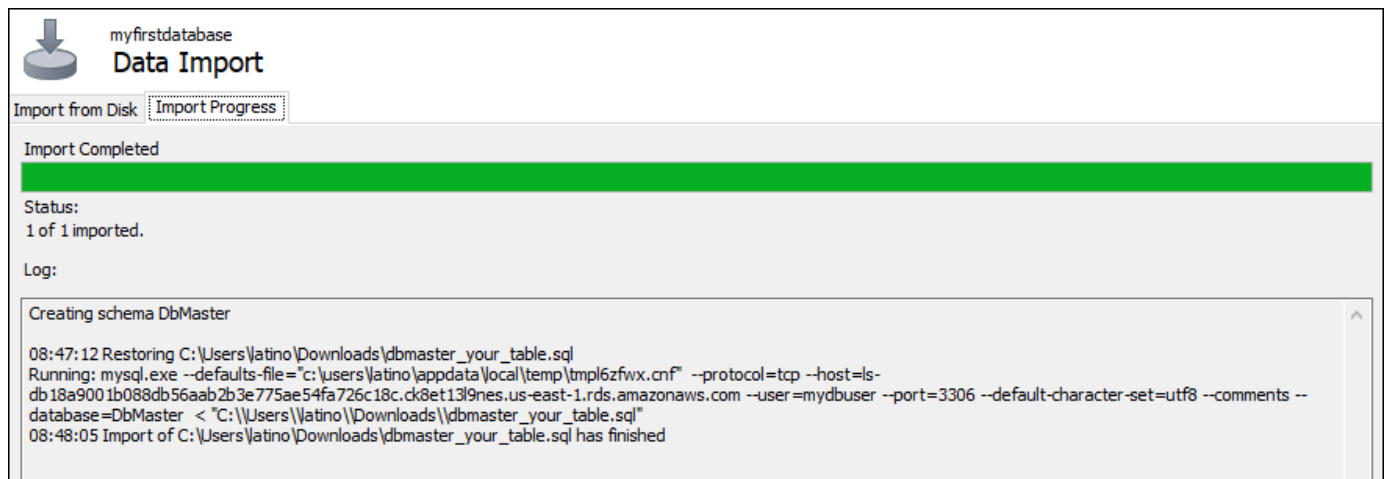 myfirstdatabase
Data Import
Import from Disk Import Progress
Import Completed
Status:
1 of 1 imported.
Log:
Creating schema DbMaster
08:47:12 Restoring C:\Users\latino\Downloads\dbmaster_your_table.sql
Running: mysql.exe --defaults-file="c:\users\latino\appdata\local\temp\tmpl6zfwx.cnf" --protocol=tcp --host=ls-
db18a9001b088db56aab2b3e775ae54fa726c18c.ck8et13l9nes.us-east-1.rds.amazonaws.com --user=mydbuser --port=3306 --default-character-set=utf8 --comments --
database=DbMaster < "C:\\Users\\latino\\Downloads\\dbmaster_your_table.sql"
08:48:05 Import of C:\Users\latino\Downloads\dbmaster_your_table.sql has finished